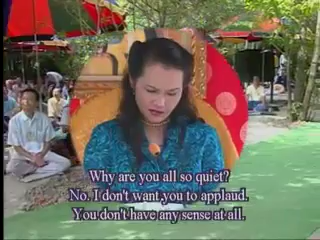 Why are you all so quiet?
No. I don't want you to applaud.
You don't have any sense at all.